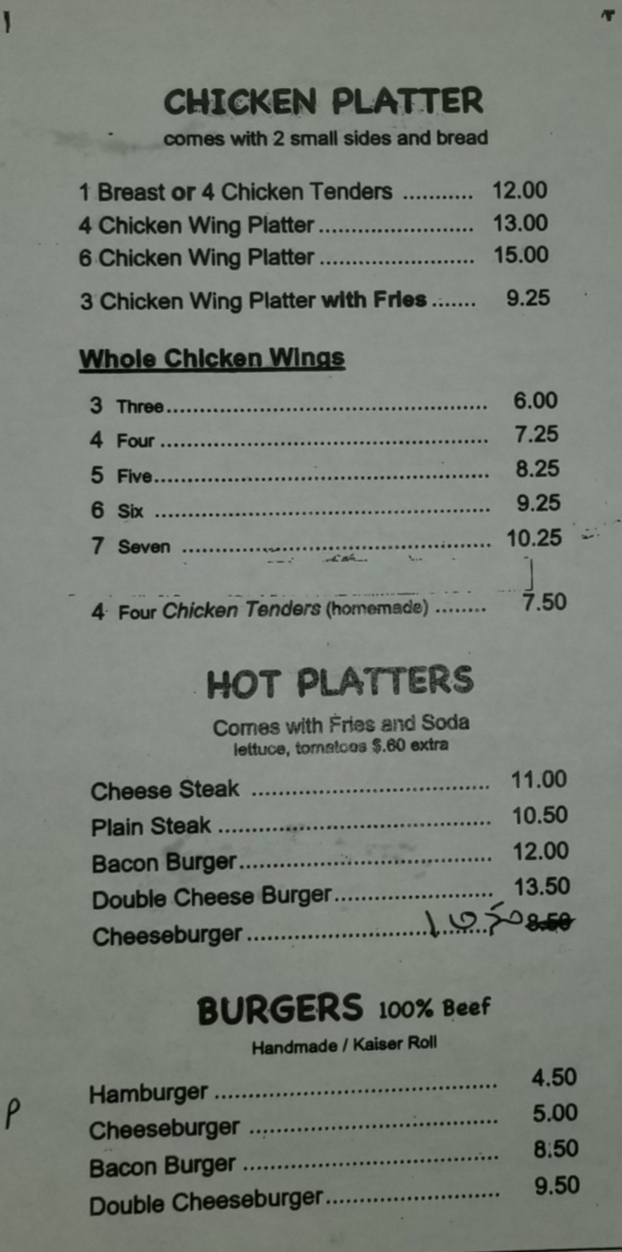 CHICKEN PLATTER
comes with 2 small sides and bread
1 Breast or 4 Chicken Tenders ........... 12.00
4 Chicken Wing Platter........................ 13.00
6 Chicken Wing Platter........................ 15.00
3 Chicken Wing Platter with Fries....... 9.25
Whole Chicken Wings
3 Three................................................ 6.00
4 Four ................................................. 7.25
5 Five.................................................. 8.25
6 Six .................................................. 9.25
7 Seven .............................................. 10.25
4 Four Chicken Tenders (homemade) ........ 7.50
HOT PLATTERS
Comes with Fries and Soda
lettuce, tomatoes $.60 extra
Cheese Steak .................................... 11.00
Plain Steak ......................................... 10.50
Bacon Burger...................................... 12.00
Double Cheese Burger........................ 13.50
Cheeseburger..................................... 10.50 8.50
BURGERS 100% Beef
Handmade / Kaiser Roll
Hamburger ........................................... 4.50
Cheeseburger ...................................... 5.00
Bacon Burger ....................................... 8.50
Double Cheeseburger.......................... 9.50
P